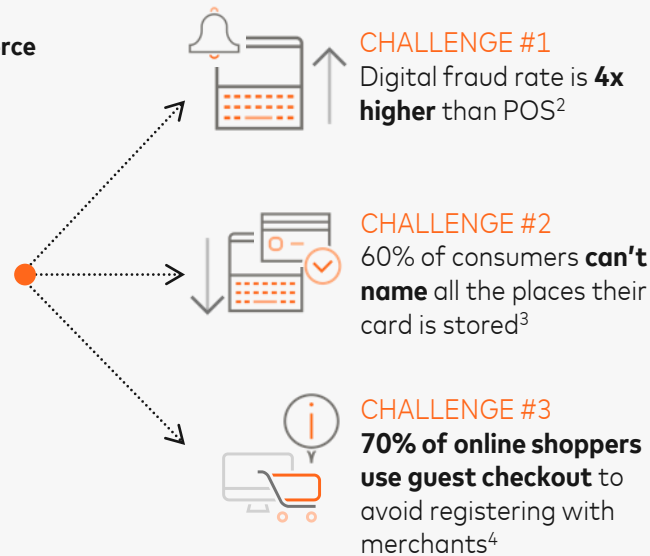 CHALLENGE #1
Digital fraud rate is 4x
higher than POS²
CHALLENGE #2
60% of consumers can't
name all the places their
card is stored³
CHALLENGE #3
70% of online shoppers
use guest checkout to
avoid registering with
merchants⁴